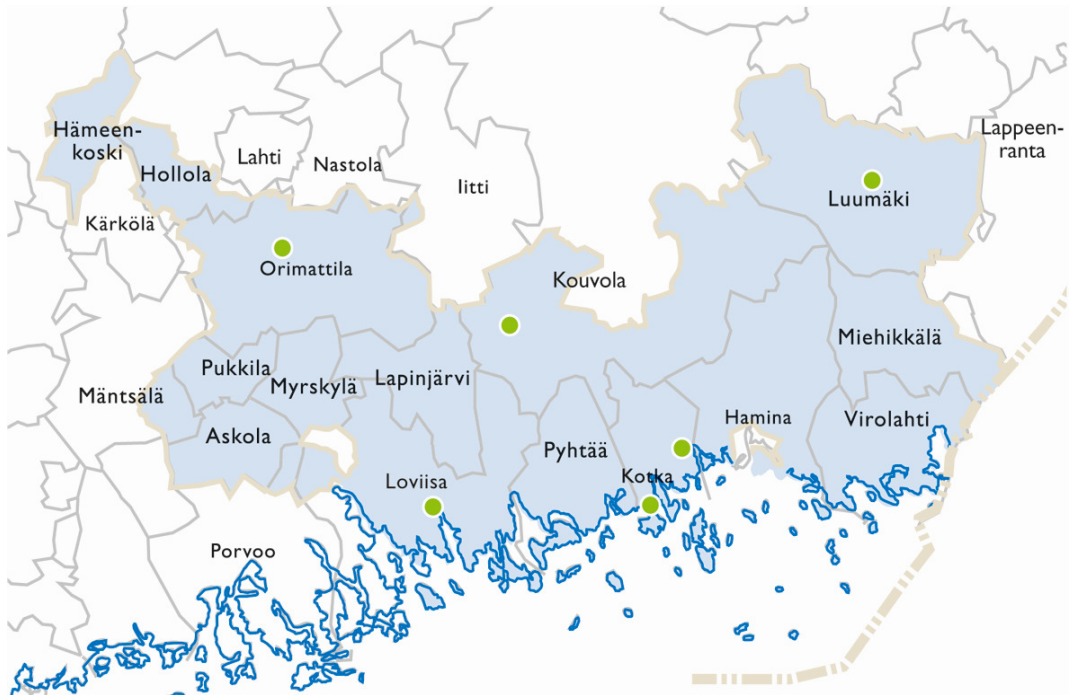 Hämeen-
koski
Hollola
Lahti
Nastola
Iitti
Lappeen-
ranta
Kärkölä
Luumäki
Orimattila
Kouvola
Miehikkälä
Pukkila
Myrskylä
Lapinjärvi
Mäntsälä
Askola
Hamina
Virolahti
Pyhtää
Loviisa
Kotka
Porvoo